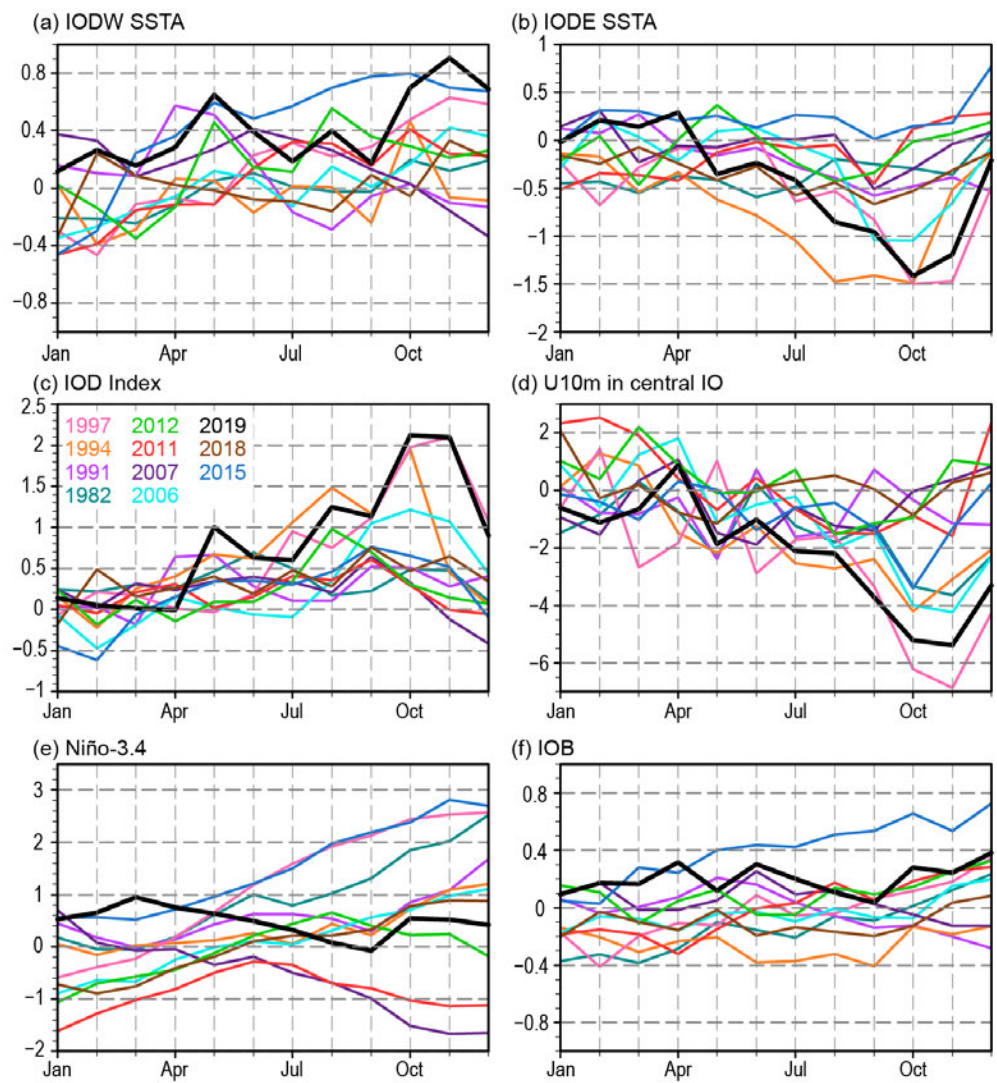 (a) IODW SSTA
0.8
0.4
0
−0.4
−0.8
Jan Apr Jul Oct
(b) IODE SSTA
1
0.5
0
−0.5
−1
−1.5
−2
Jan Apr Jul Oct
(c) IOD Index
2.5
2
1.5
1
0.5
0
−0.5
−1
1997 2012 2019
1994 2011 2018
1991 2007 2015
1982 2006
Jan Apr Jul Oct
(d) U10m in central IO
2
0
−2
−4
−6
Jan Apr Jul Oct
(e) Niño-3.4
3
2
1
0
−1
−2
Jan Apr Jul Oct
(f) IOB
0.8
0.4
0
−0.4
−0.8
Jan Apr Jul Oct